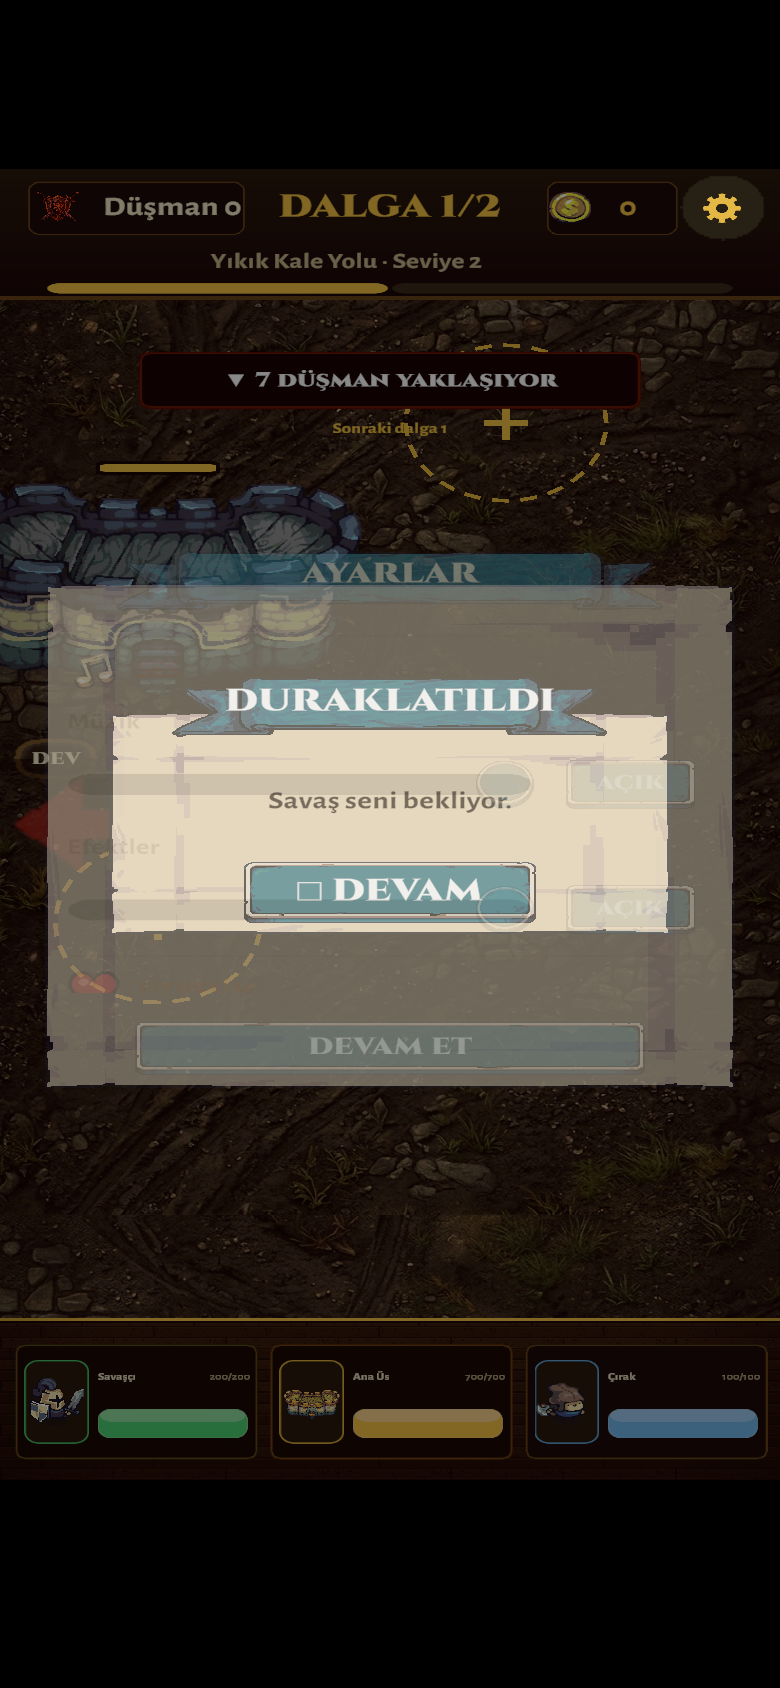 Düşman 0
DALGA 1/2
0
Yıkık Kale Yolu · Seviye 2
▼ 7 DÜŞMAN YAKLAŞIYOR
Sonraki dalga 1
AYARLAR
DURAKLATILDI
Müzik
DEV
AÇIK
Savaş seni bekliyor.
Efektler
□ DEVAM
AÇIK
DEVAM ET
Savaşçı 200/200
Ana Üs 700/700
Çırak 100/100